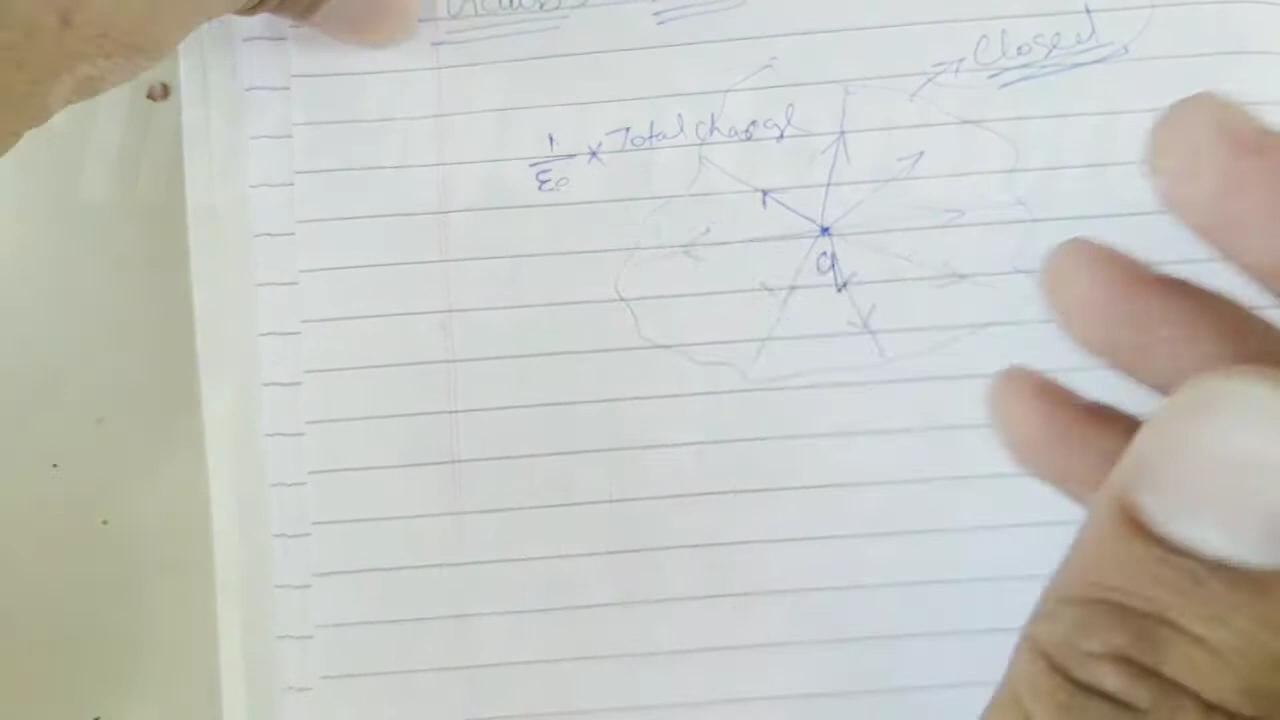 Closed
1/ε₀ × Total charge
q